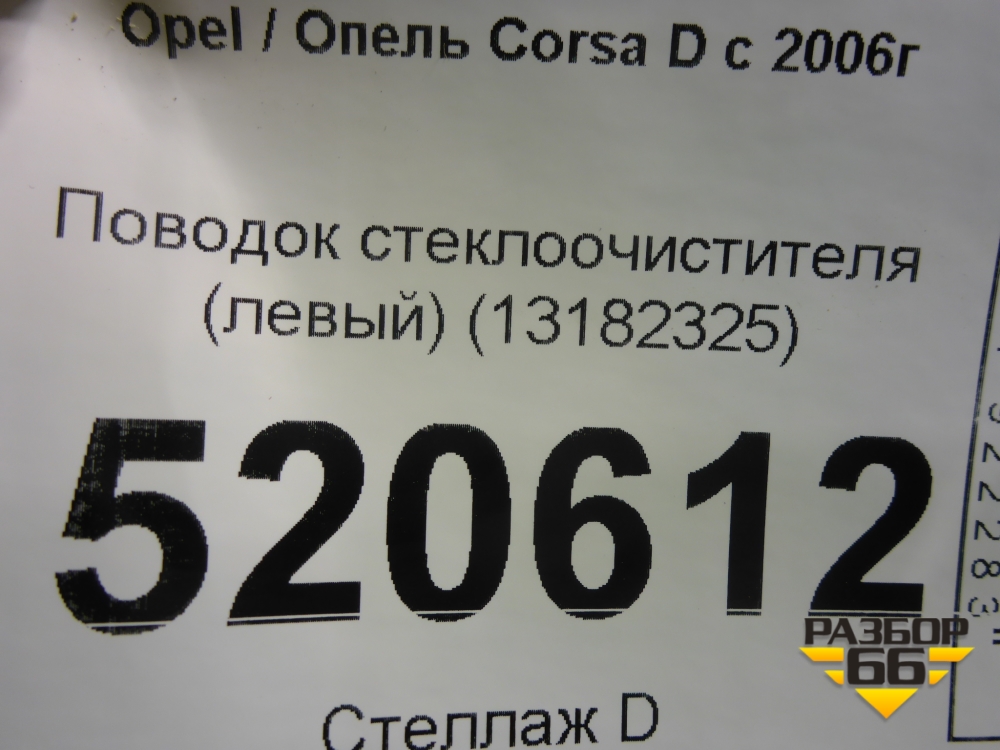 Opel / Опель Corsa D с 2006г
Поводок стеклоочистителя
(левый) (13182325)
520612
Стеллаж D
РАЗБОР
66